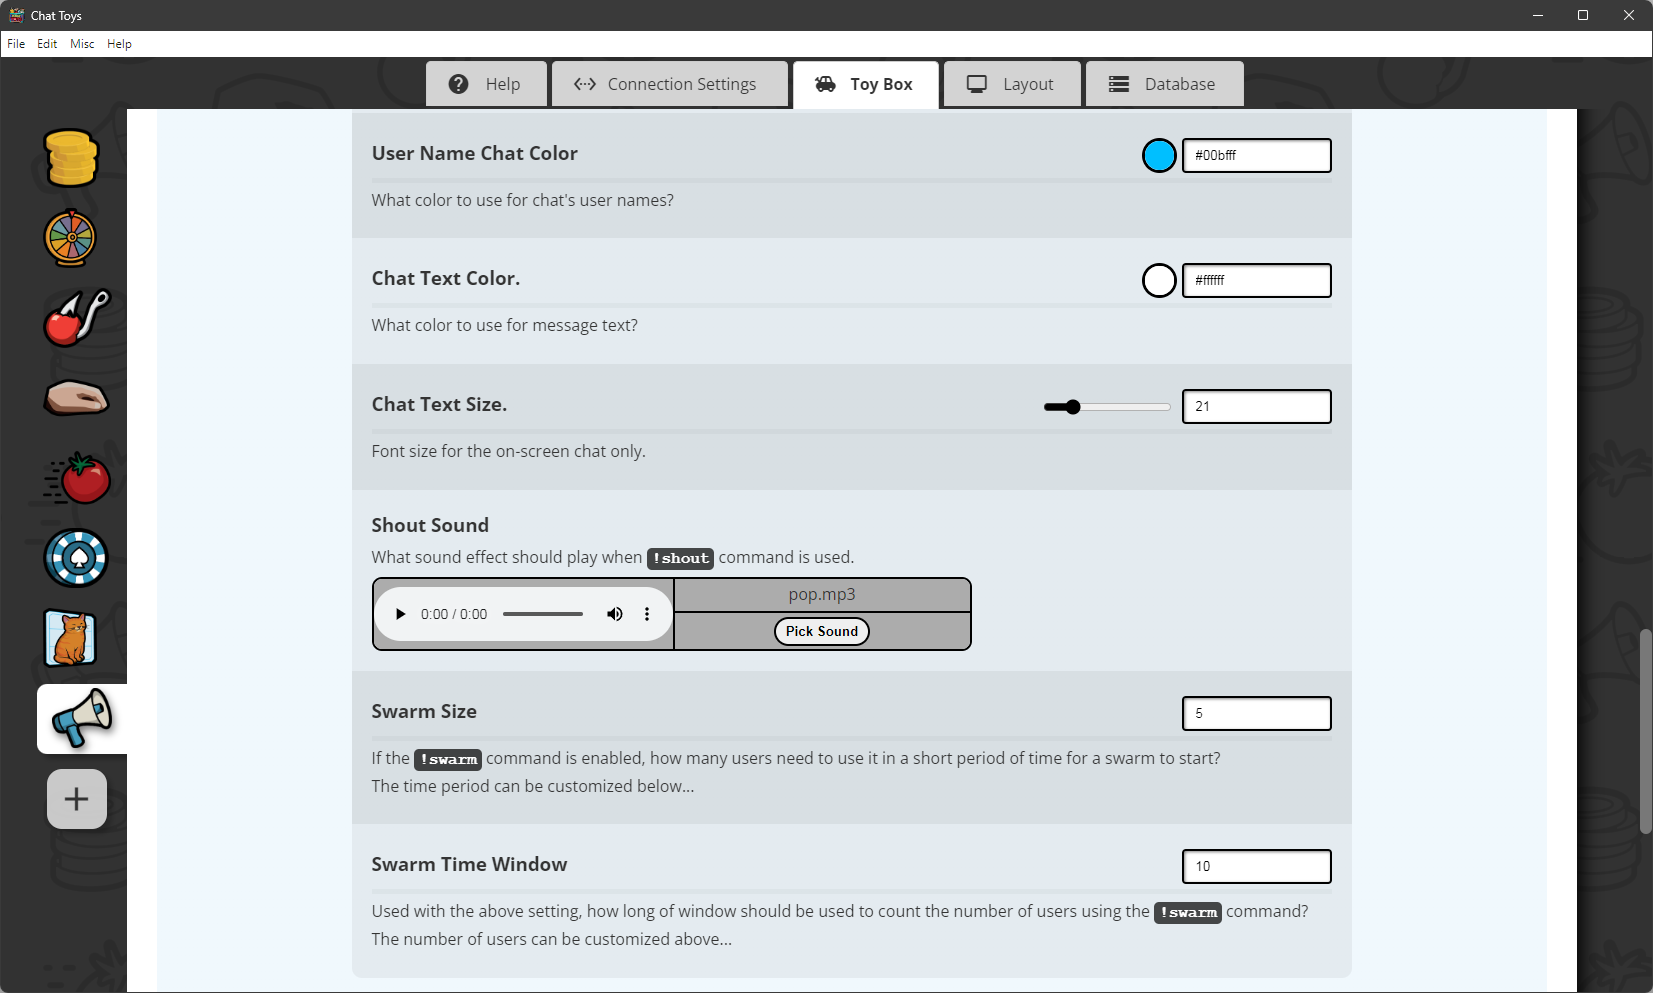 Chat Toys
File Edit Misc Help
Help
Connection Settings
Toy Box
Layout
Database
User Name Chat Color
#00bfff
What color to use for chat's user names?
Chat Text Color.
#ffffff
What color to use for message text?
Chat Text Size.
21
Font size for the on-screen chat only.
Shout Sound
What sound effect should play when !shout command is used.
0:00 / 0:00
pop.mp3
Pick Sound
Swarm Size
5
If the !swarm command is enabled, how many users need to use it in a short period of time for a swarm to start?
The time period can be customized below...
Swarm Time Window
10
Used with the above setting, how long of window should be used to count the number of users using the !swarm command?
The number of users can be customized above...